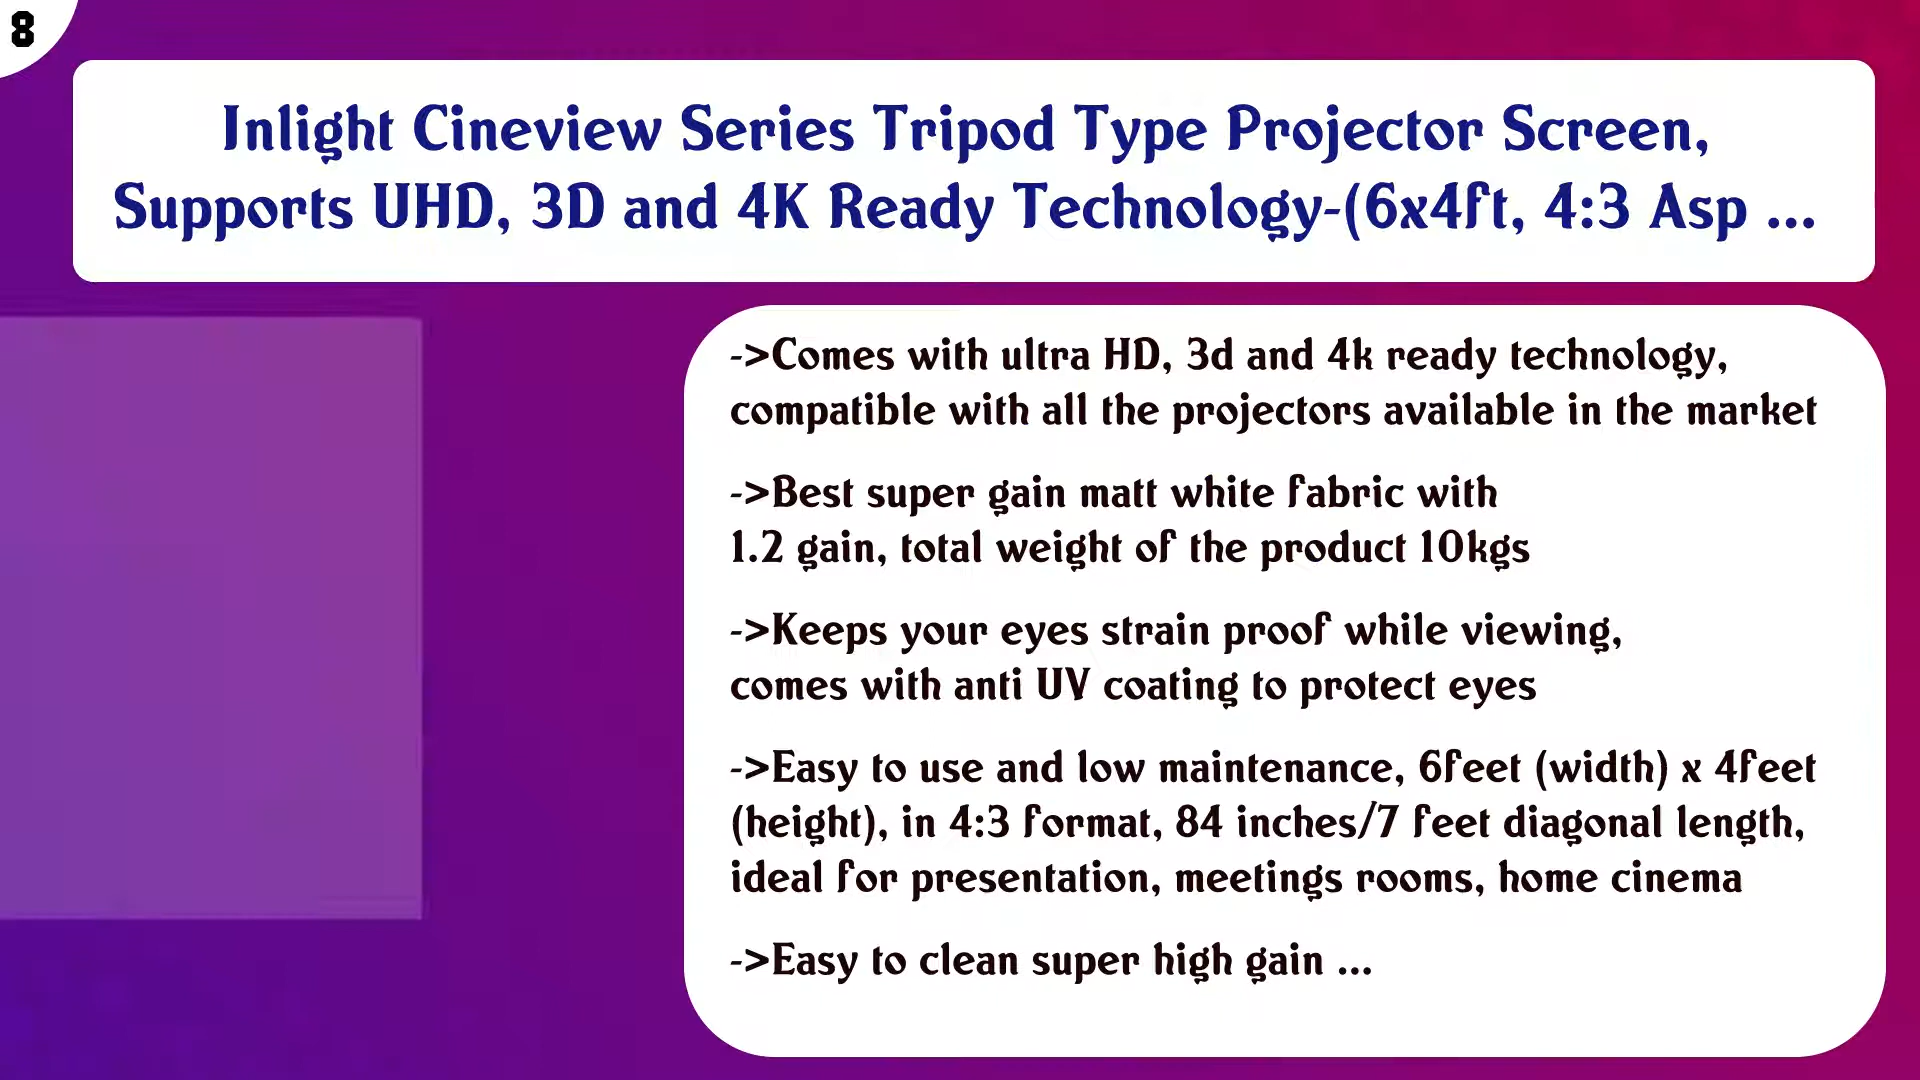 8
Inlight Cineview Series Tripod Type Projector Screen,
Supports UHD, 3D and 4K Ready Technology-(6x4ft, 4:3 Asp ...
->Comes with ultra HD, 3d and 4k ready technology,
compatible with all the projectors available in the market
->Best super gain matt white fabric with
1.2 gain, total weight of the product 10kgs
->Keeps your eyes strain proof while viewing,
comes with anti UV coating to protect eyes
->Easy to use and low maintenance, 6feet (width) x 4feet
(height), in 4:3 format, 84 inches/7 feet diagonal length,
ideal for presentation, meetings rooms, home cinema
->Easy to clean super high gain ...